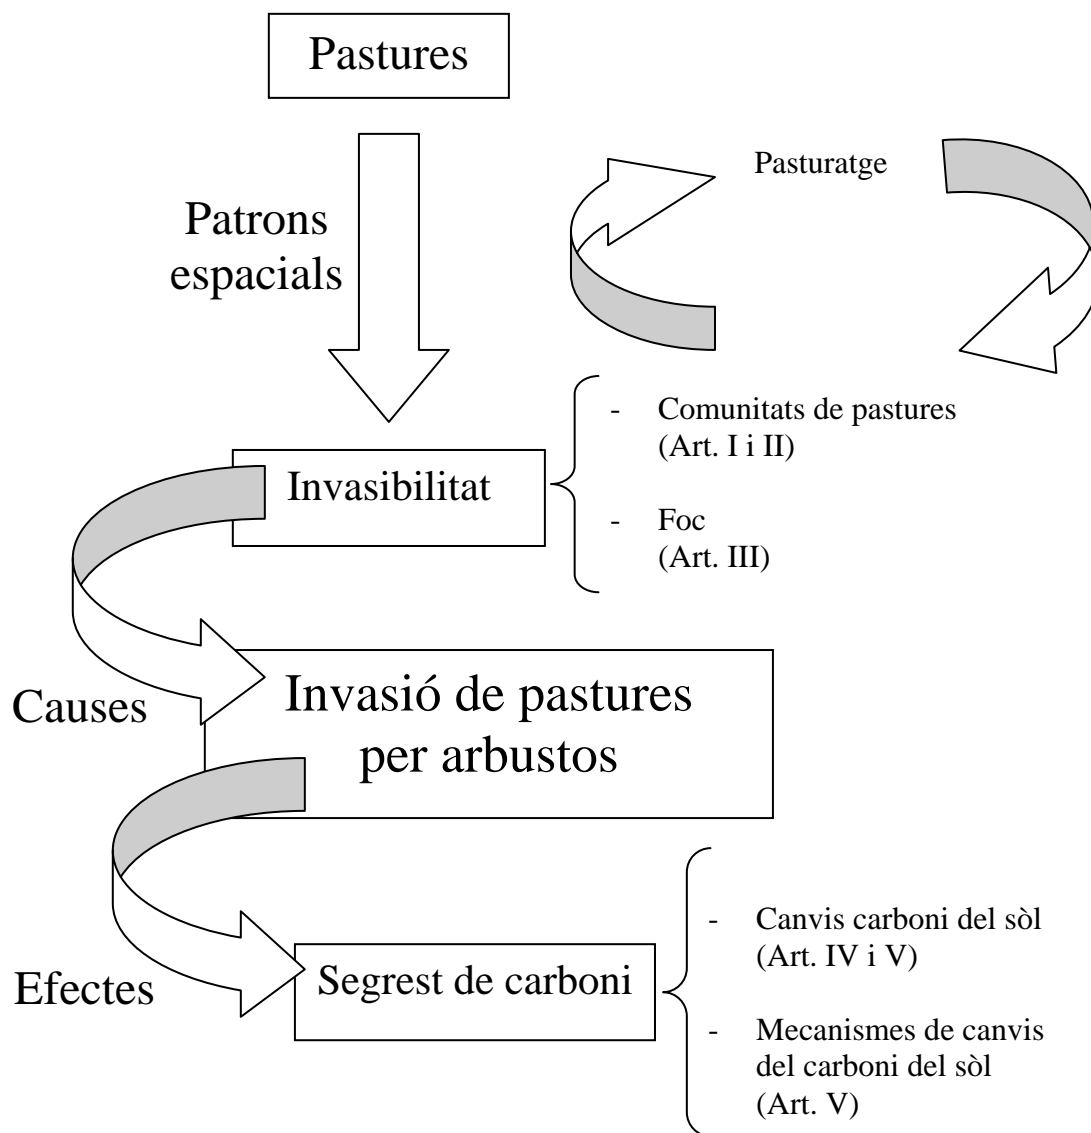 Pastures
Pasturatge
Patrons
espacials
- Comunitats de pastures
(Art. I i II)
Invasibilitat
- Foc
(Art. III)
Causes
Invasió de pastures
per arbustos
- Canvis carboni del sòl
(Art. IV i V)
Efectes
Segrest de carboni
- Mecanismes de canvis
del carboni del sòl
(Art. V)